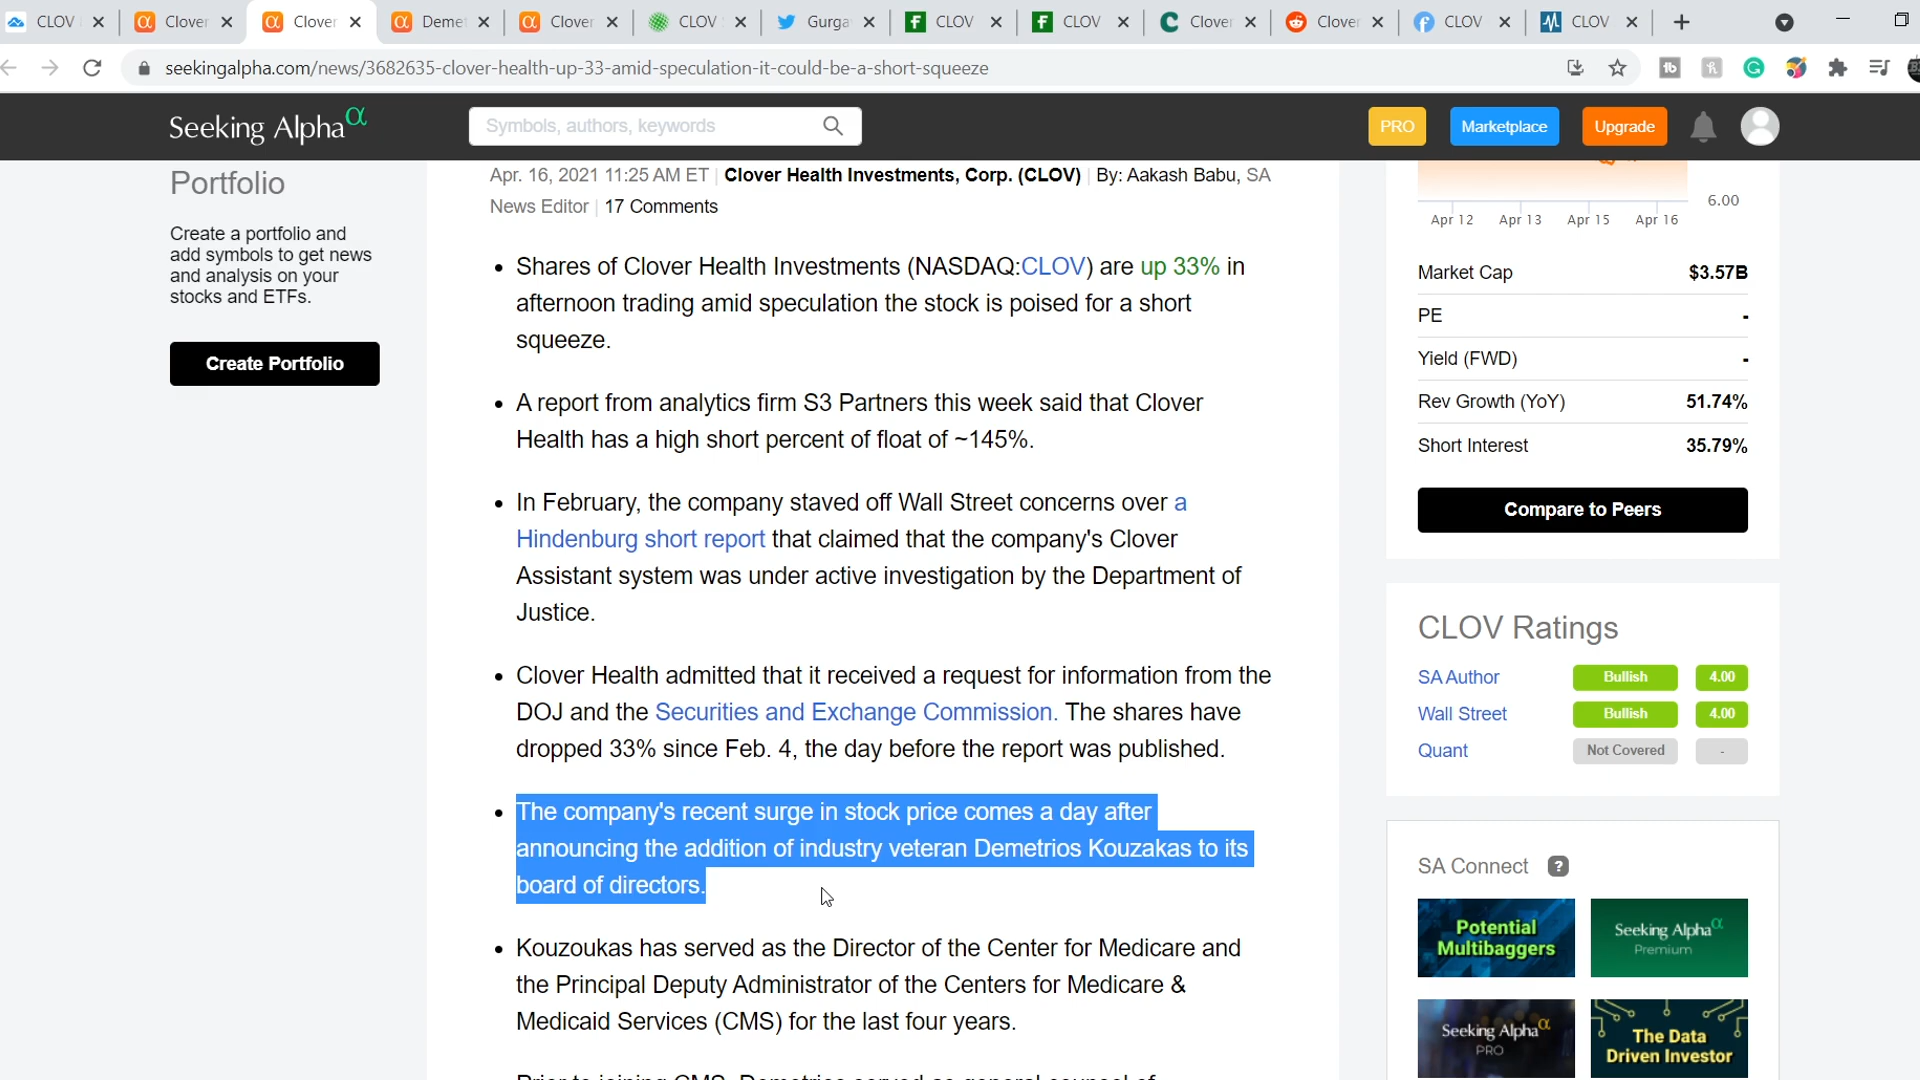 CLOV
Clover
Clover
Demet
Clover
CLOV
Gurga
CLOV
CLOV
Clover
Clover
CLOV
CLOV
seekingalpha.com/news/3682635-clover-health-up-33-amid-speculation-it-could-be-a-short-squeeze
Seeking Alphaα
Symbols, authors, keywords
PRO
Marketplace
Upgrade
Portfolio
Create a portfolio and
add symbols to get news
and analysis on your
stocks and ETFs.
Create Portfolio
Apr. 16, 2021 11:25 AM ET | Clover Health Investments, Corp. (CLOV) | By: Aakash Babu, SA
News Editor | 17 Comments
• Shares of Clover Health Investments (NASDAQ:CLOV) are up 33% in
afternoon trading amid speculation the stock is poised for a short
squeeze.
• A report from analytics firm S3 Partners this week said that Clover
Health has a high short percent of float of ~145%.
• In February, the company staved off Wall Street concerns over a
Hindenburg short report that claimed that the company's Clover
Assistant system was under active investigation by the Department of
Justice.
• Clover Health admitted that it received a request for information from the
DOJ and the Securities and Exchange Commission. The shares have
dropped 33% since Feb. 4, the day before the report was published.
• The company's recent surge in stock price comes a day after
announcing the addition of industry veteran Demetrios Kouzakas to its
board of directors.
• Kouzoukas has served as the Director of the Center for Medicare and
the Principal Deputy Administrator of the Centers for Medicare &
Medicaid Services (CMS) for the last four years.
Prior to joining CMS, Demetrios served as general counsel of
6.00
Apr 12 Apr 13 Apr 15 Apr 16
Market Cap $3.57B
PE -
Yield (FWD) -
Rev Growth (YoY) 51.74%
Short Interest 35.79%
Compare to Peers
CLOV Ratings
SA Author Bullish 4.00
Wall Street Bullish 4.00
Quant Not Covered -
SA Connect ?
Potential
Multibaggers
Seeking Alphaα
Premium
Seeking Alphaα
PRO
The Data
Driven Investor